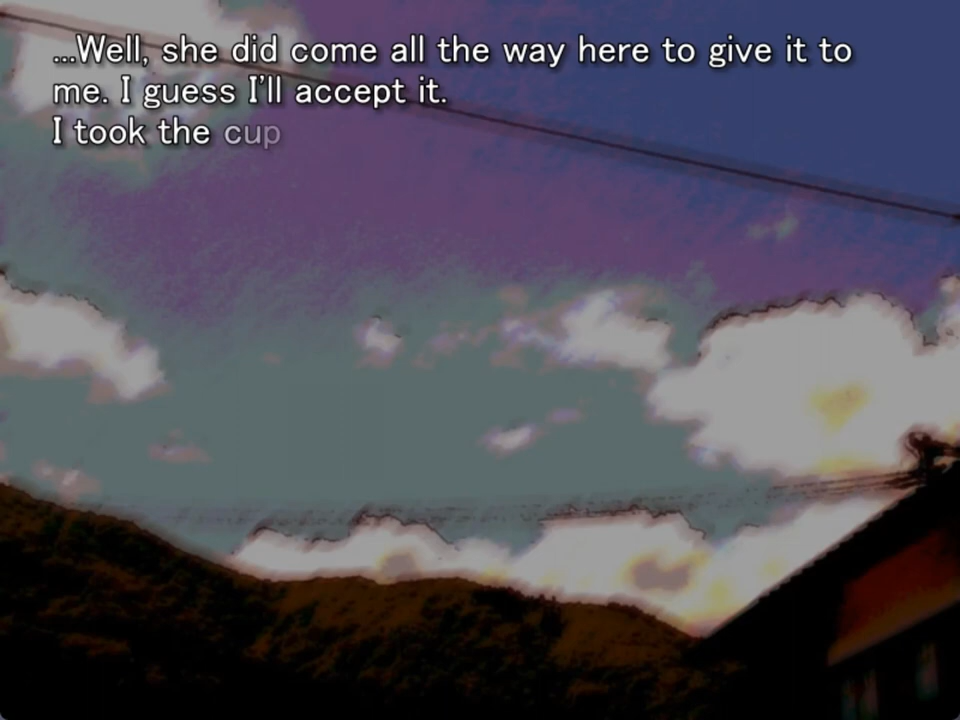 ...Well, she did come all the way here to give it to
me. I guess I'll accept it.
I took the cup